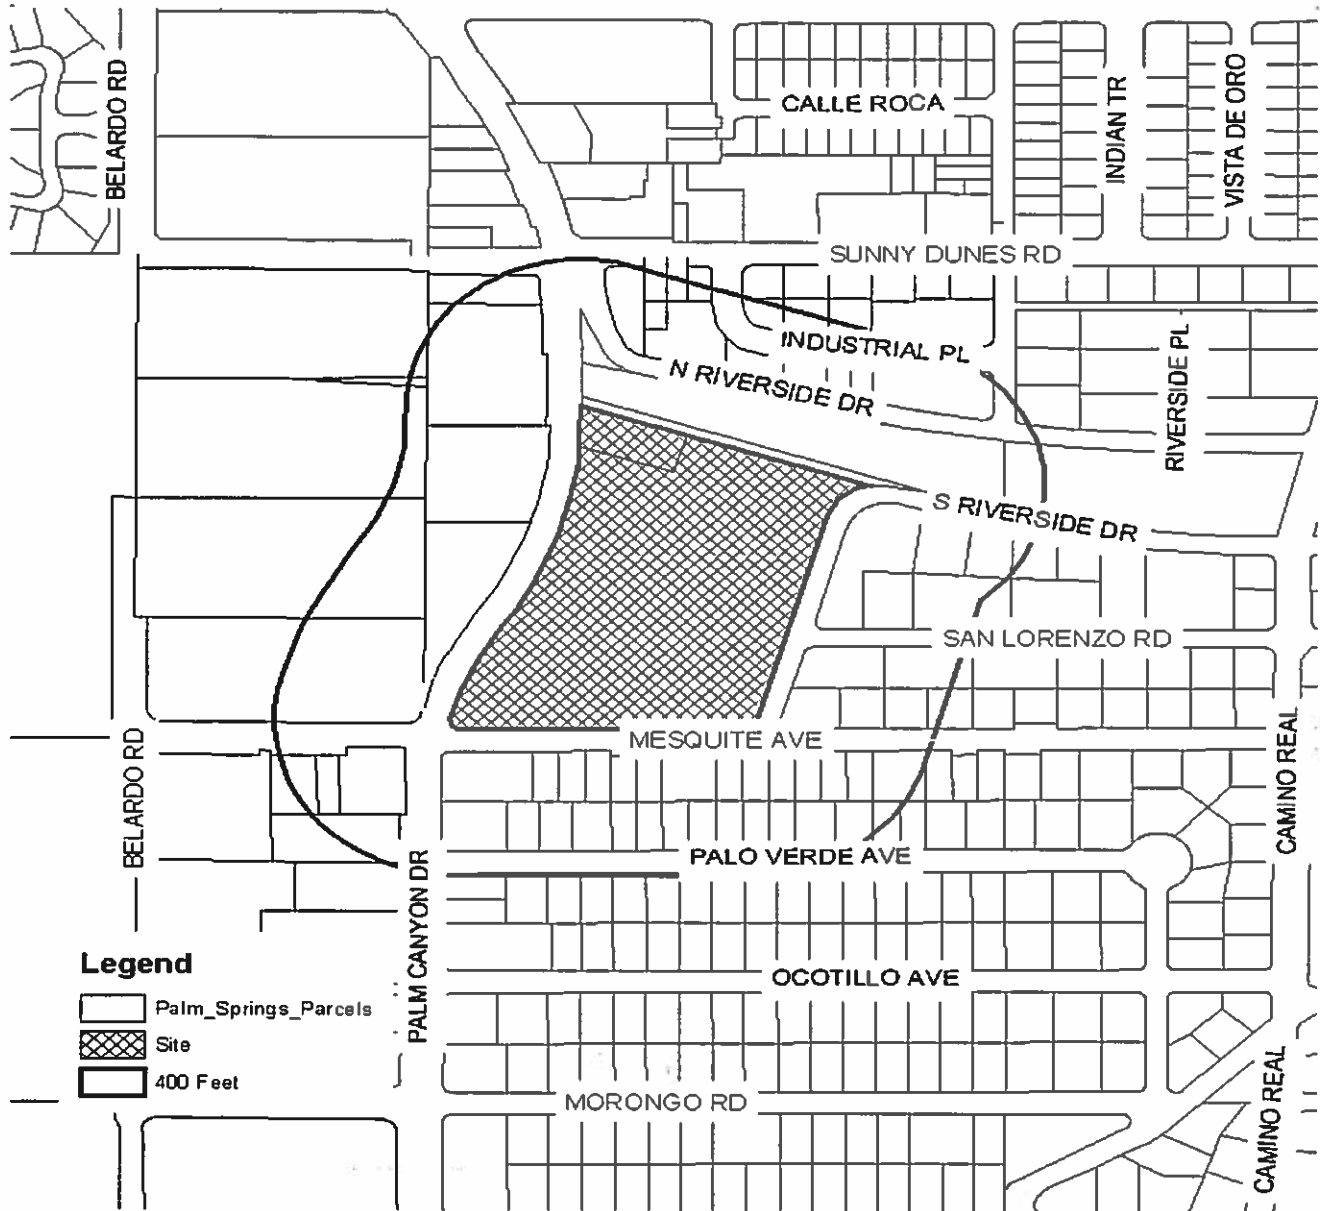 BELARDO RD
CALLE ROCA
INDIAN TR
VISTA DE ORO
SUNNY DUNES RD
INDUSTRIAL PL
N RIVERSIDE DR
RIVERSIDE PL
S RIVERSIDE DR
SAN LORENZO RD
MESQUITE AVE
BELARDO RD
CAMINO REAL
PALO VERDE AVE
PALM CANYON DR
OCOTILLO AVE
Legend
Palm_Springs_Parcels
Site
400 Feet
MORONGO RD
CAMINO REAL